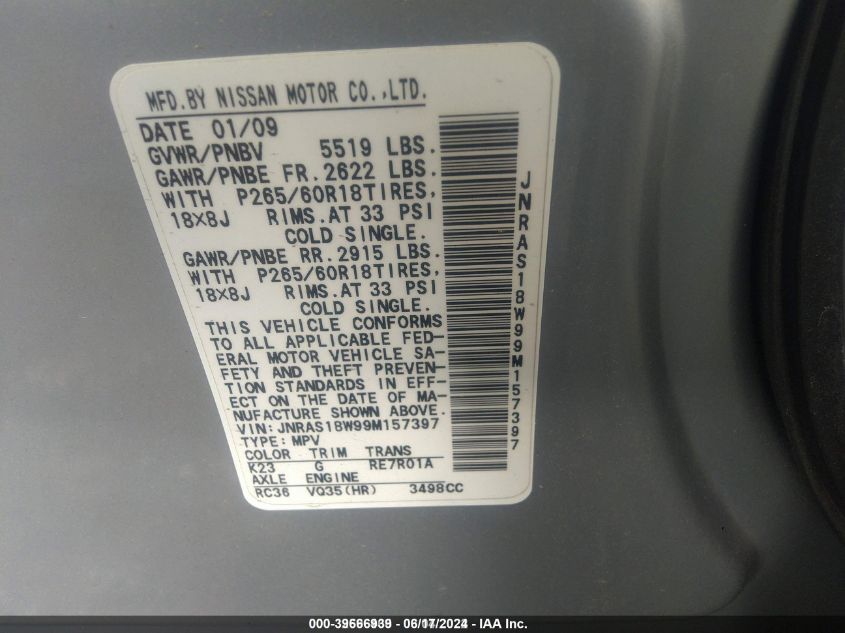 MFD.BY NISSAN MOTOR CO.,LTD.
DATE 01/09
GVWR/PNBV 5519 LBS.
GAWR/PNBE FR.2622 LBS.
WITH P265/60R18TIRES,
18X8J RIMS.AT 33 PSI
COLD SINGLE.
GAWR/PNBE RR.2915 LBS.
WITH P265/60R18TIRES,
18X8J RIMS.AT 33 PSI
COLD SINGLE.
THIS VEHICLE CONFORMS
TO ALL APPLICABLE FED-
ERAL MOTOR VEHICLE SA-
FETY AND THEFT PREVEN-
TION STANDARDS IN EFF-
ECT ON THE DATE OF MA-
NUFACTURE SHOWN ABOVE.
VIN: JNRAS18W99M157397
TYPE: MPV
COLOR TRIM TRANS
K23 G RE7R01A
AXLE ENGINE
RC36 VQ35(HR) 3498CC
JNRAS18W99M157397
- IAA Inc.